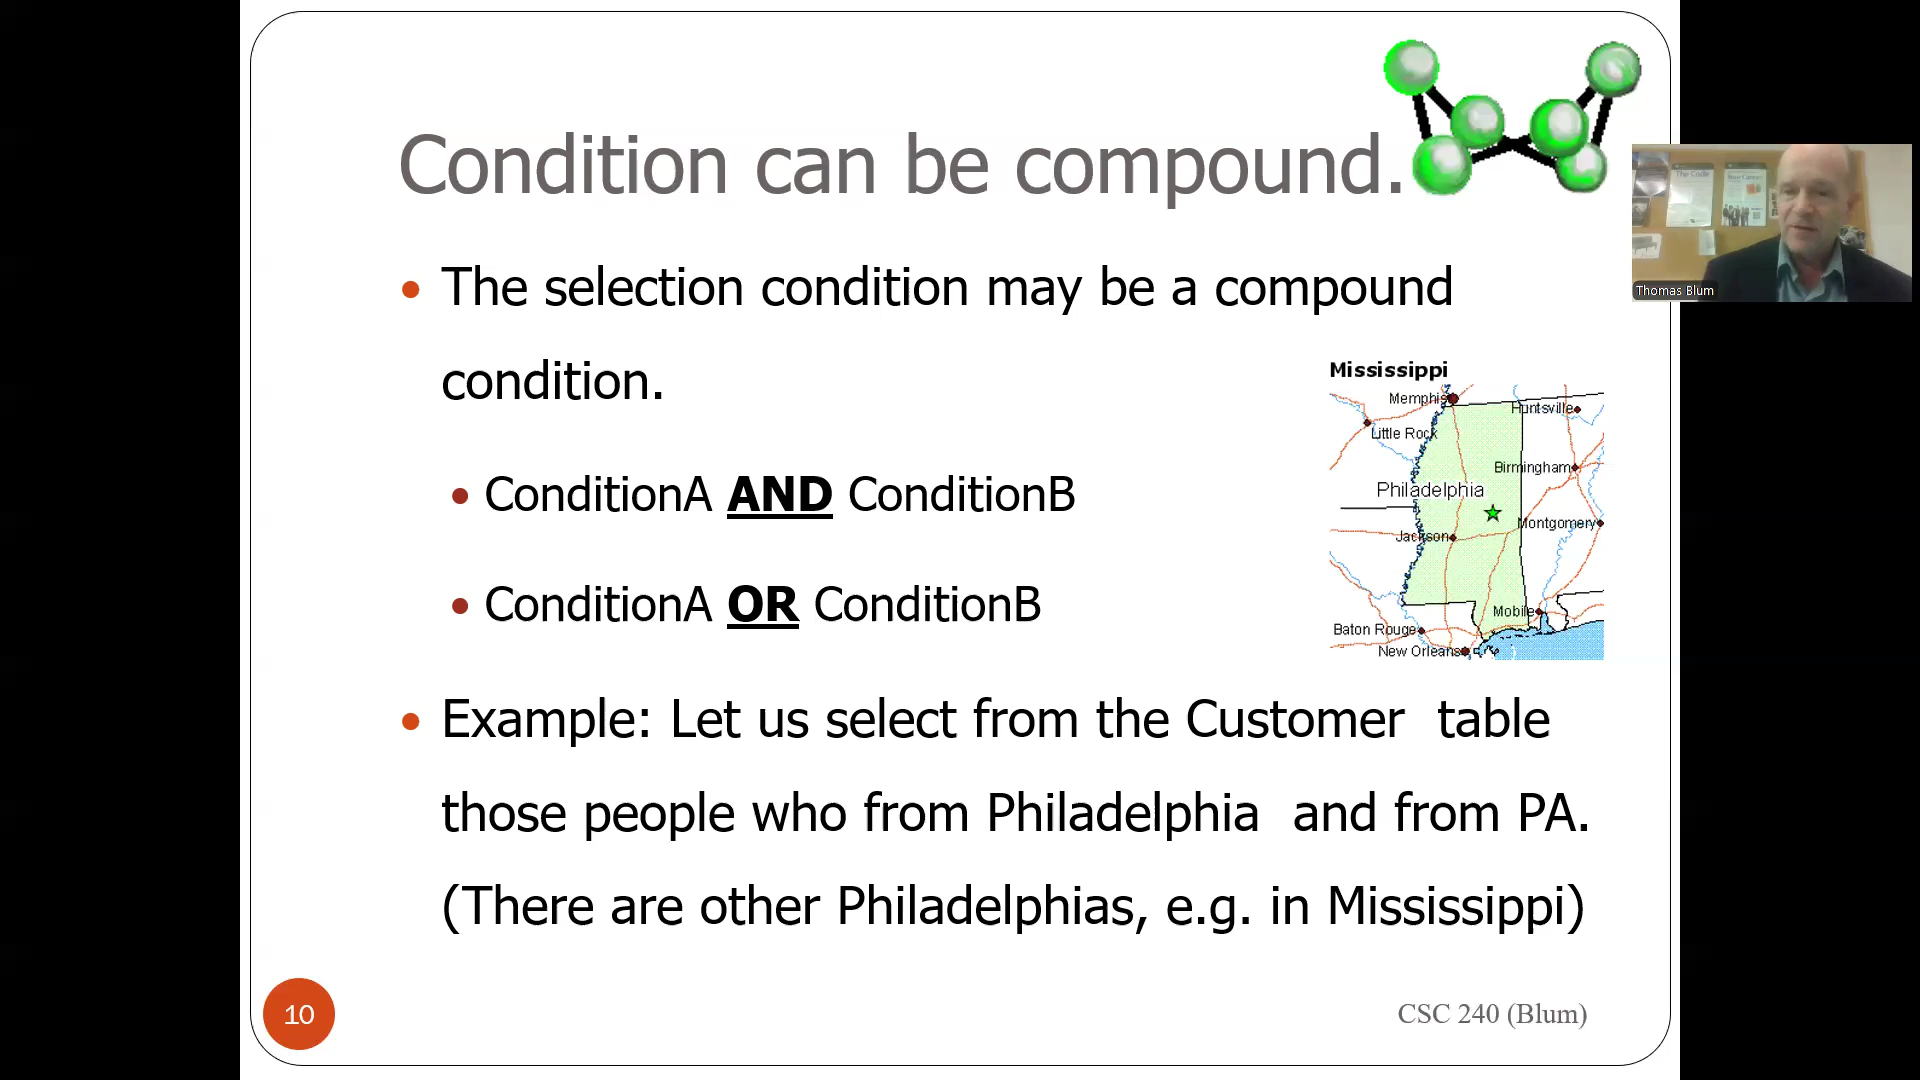 Condition can be compound.
The selection condition may be a compound
condition.
ConditionA AND ConditionB
ConditionA OR ConditionB
Example: Let us select from the Customer table
those people who from Philadelphia and from PA.
(There are other Philadelphias, e.g. in Mississippi)
Mississippi
Memphis
Huntsville
Little Rock
Birmingham
Philadelphia
Montgomery
Jackson
Mobile
Baton Rouge
New Orleans
The Code
Thomas Blum
10
CSC 240 (Blum)